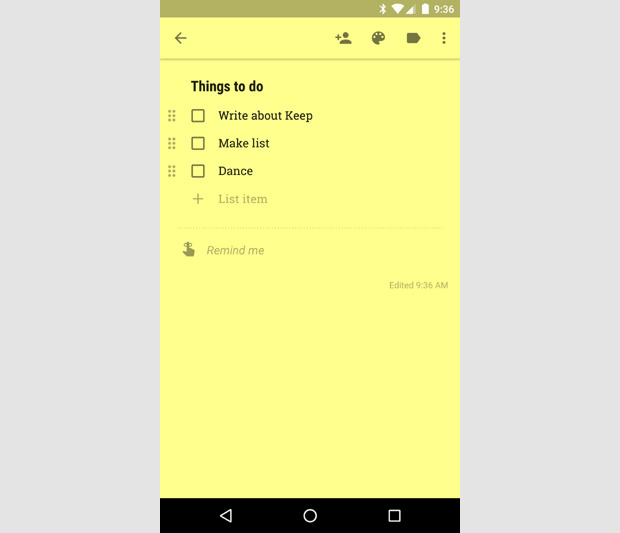 9:36
Things to do
Write about Keep
Make list
Dance
List item
Remind me
Edited 9:36 AM